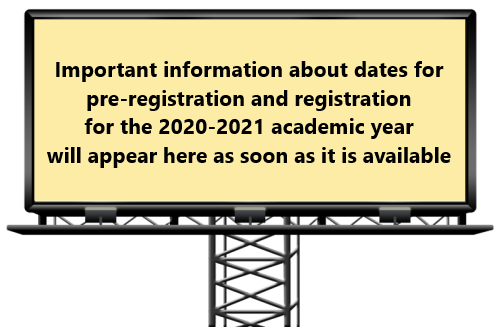 Important information about dates for
pre-registration and registration
for the 2020-2021 academic year
will appear here as soon as it is available